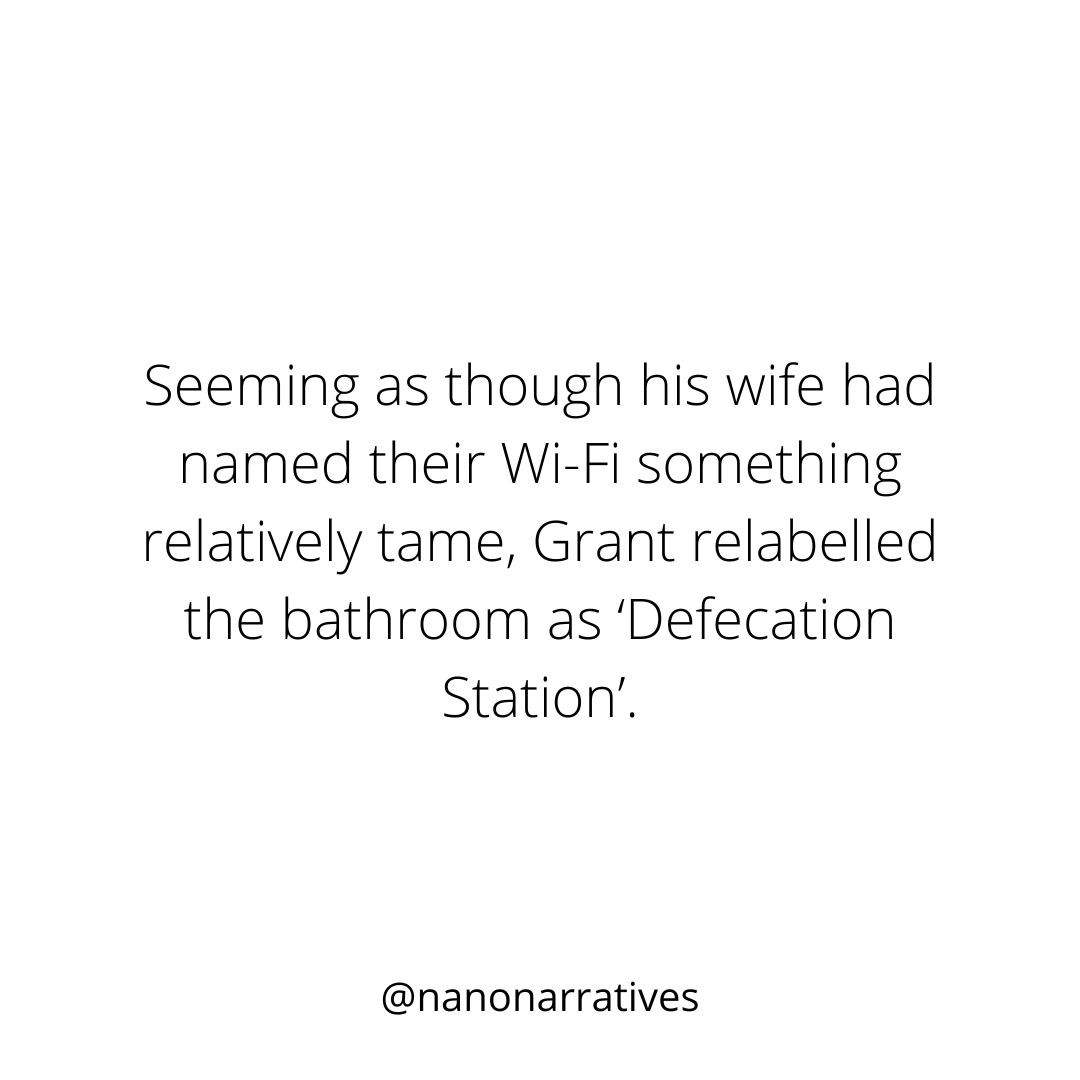 Seeming as though his wife had
named their Wi-Fi something
relatively tame, Grant relabelled
the bathroom as ‘Defecation
Station’.
@nanonarratives